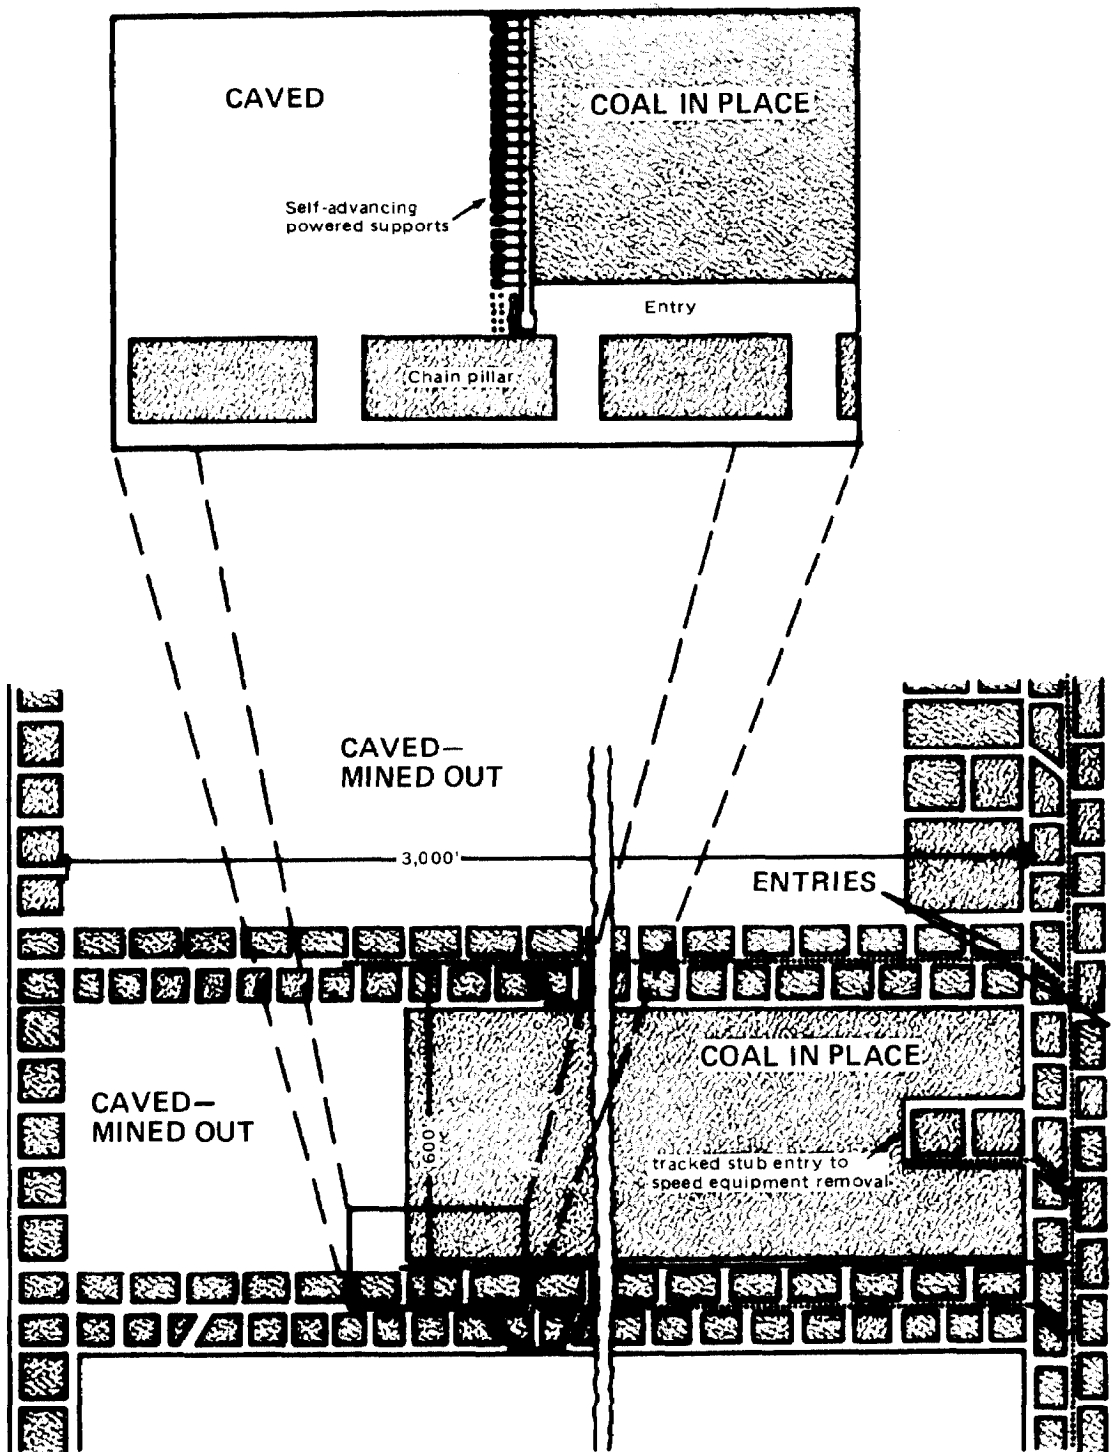 CAVED
COAL IN PLACE
Self-advancing
powered supports
Entry
Chain pillar
CAVED—
MINED OUT
3,000'
ENTRIES
COAL IN PLACE
CAVED—
MINED OUT
600'
tracked stub entry to
speed equipment removal